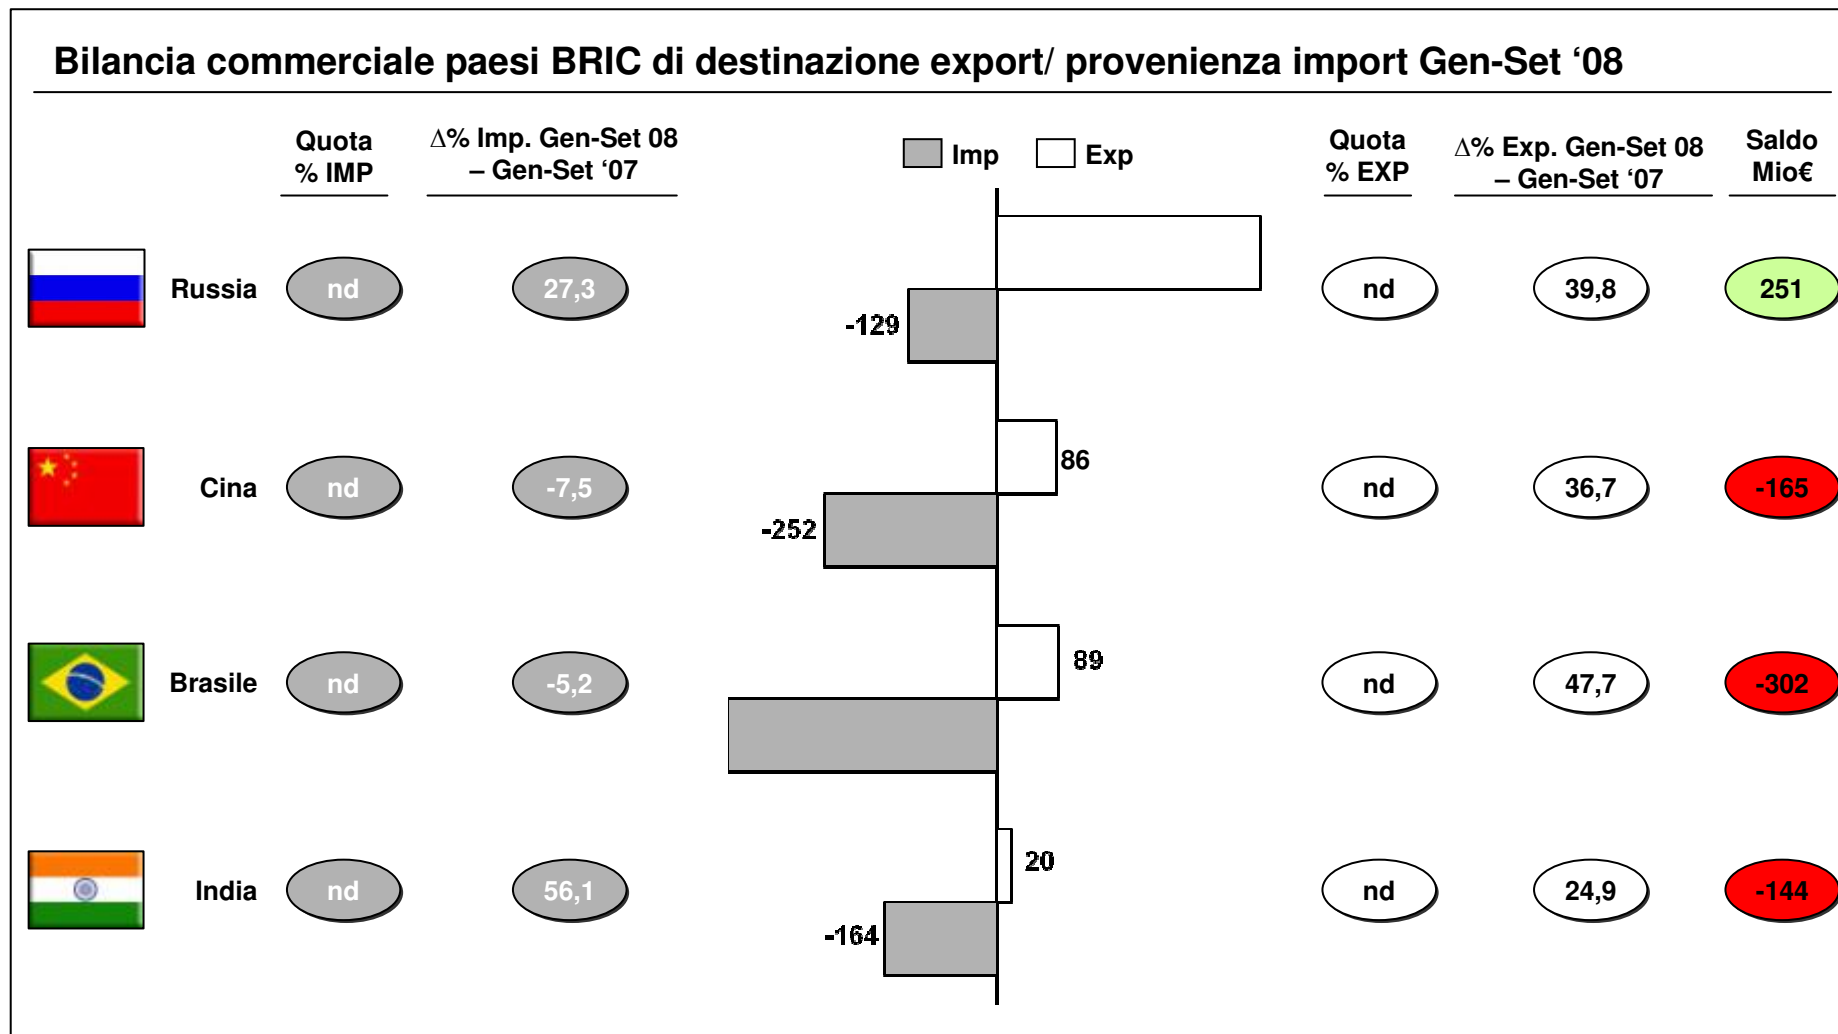 Bilancia commerciale paesi BRIC di destinazione export/ provenienza import Gen-Set ‘08
Quota
% IMP
∆% Imp. Gen-Set 08
– Gen-Set ‘07
Imp
Exp
Quota
% EXP
∆% Exp. Gen-Set 08
– Gen-Set ‘07
Saldo
Mio€
Russia
nd
27,3
-129
nd
39,8
251
Cina
nd
-7,5
86
-252
nd
36,7
-165
Brasile
nd
-5,2
89
nd
47,7
-302
India
nd
56,1
20
-164
nd
24,9
-144